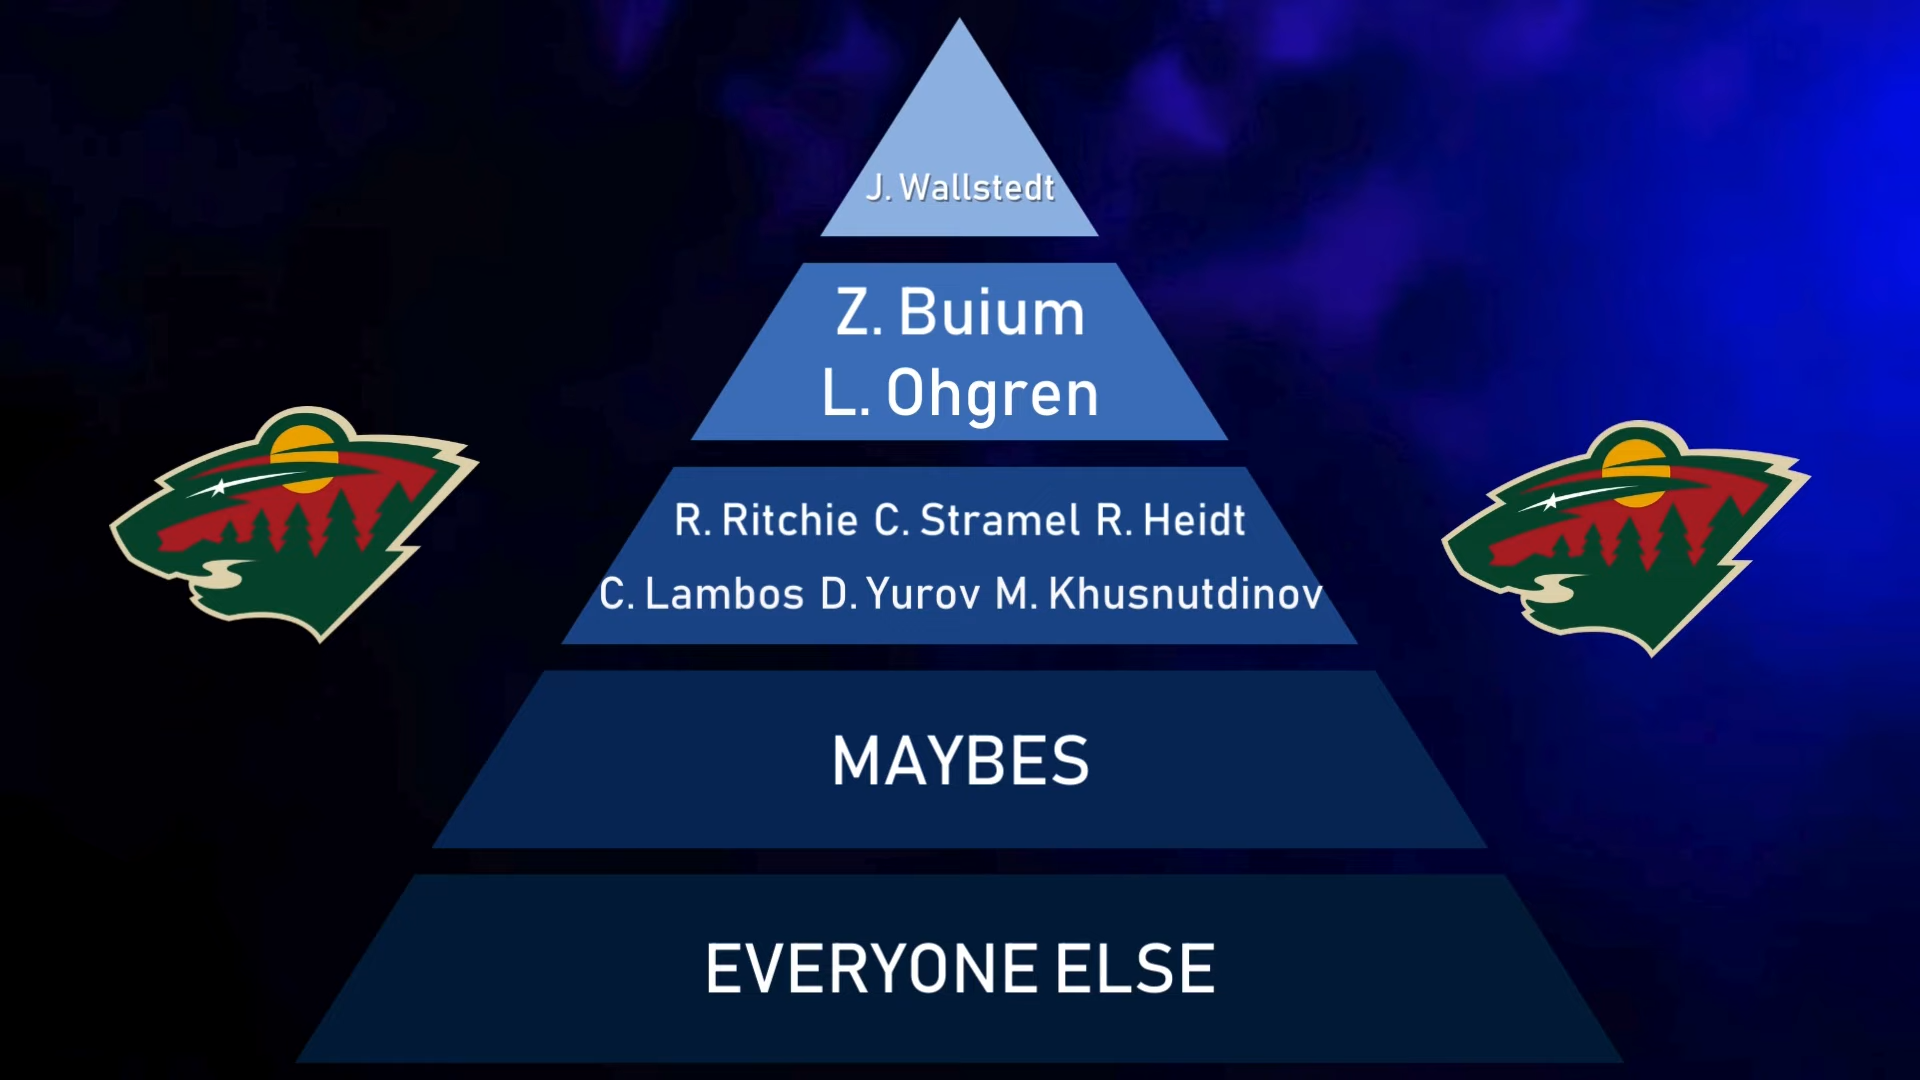 J. Wallstedt
Z. Buium
L. Ohgren
R. Ritchie C. Stramel R. Heidt
C. Lambos D. Yurov M. Khusnutdinov
MAYBES
EVERYONE ELSE